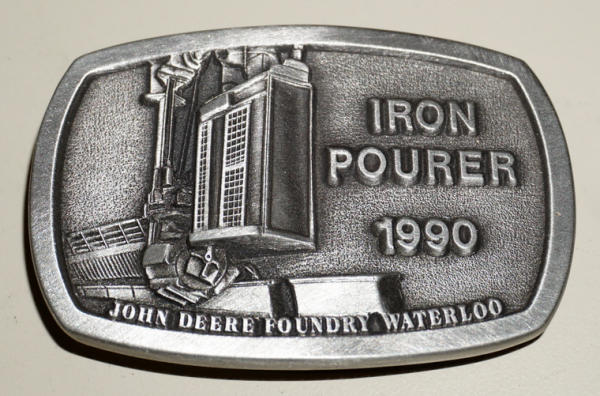 IRON
POURER
1990
JOHN DEERE FOUNDRY WATERLOO